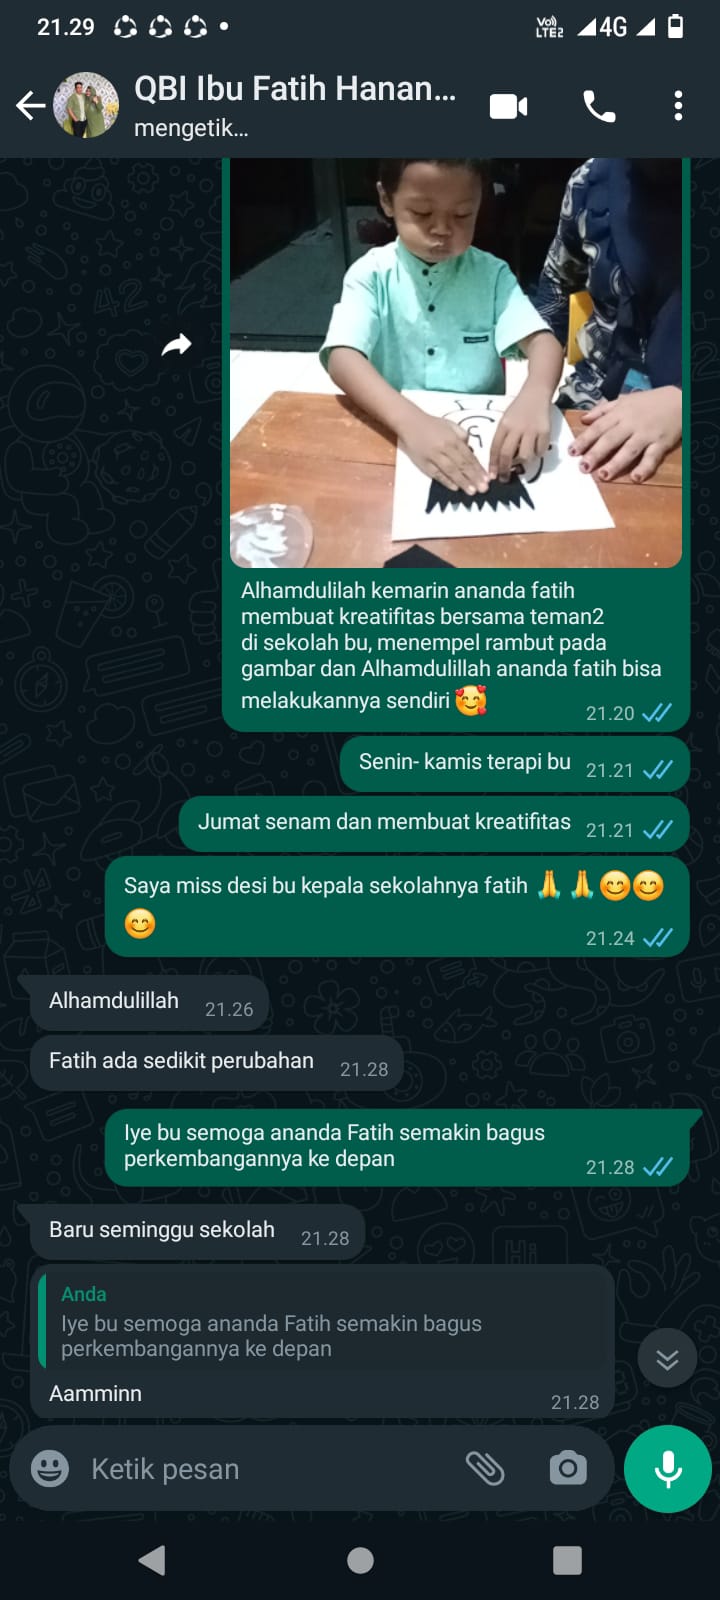 21.29
Vo)) LTE2 4G
QBI Ibu Fatih Hanan...
mengetik...
Alhamdulilah kemarin ananda fatih
membuat kreatifitas bersama teman2
di sekolah bu, menempel rambut pada
gambar dan Alhamdulillah ananda fatih bisa
melakukannya sendiri 🥰
21.20
Senin- kamis terapi bu 21.21
Jumat senam dan membuat kreatifitas 21.21
Saya miss desi bu kepala sekolahnya fatih 🙏 🙏😊😊
😊
21.24
Alhamdulillah 21.26
Fatih ada sedikit perubahan 21.28
Iye bu semoga ananda Fatih semakin bagus
perkembangannya ke depan 21.28
Baru seminggu sekolah 21.28
Anda
Iye bu semoga ananda Fatih semakin bagus
perkembangannya ke depan
Aamminn 21.28
Ketik pesan